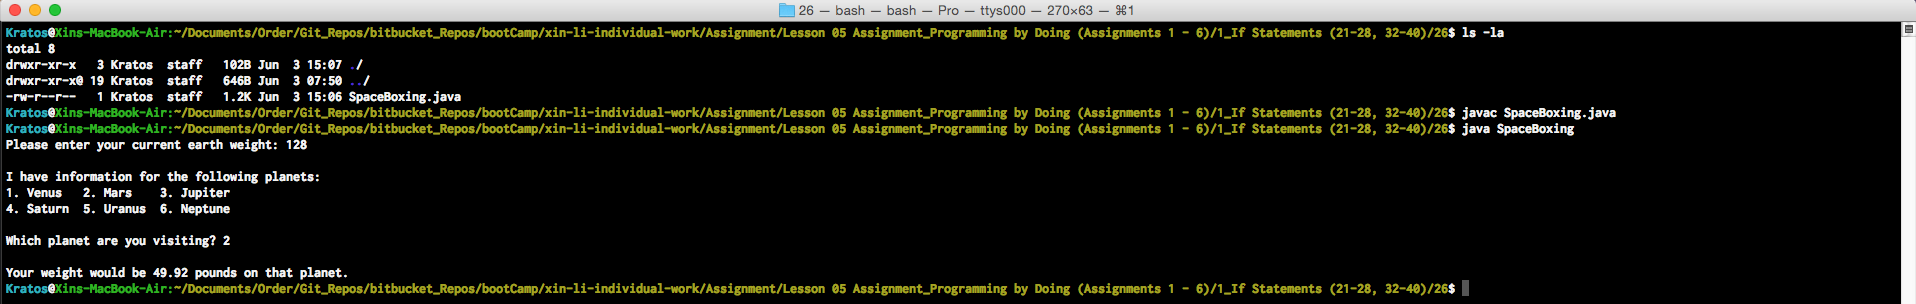 26 — bash — bash — Pro — ttys000 — 270×63 — ⌘1
Kratos@Xins-MacBook-Air:~/Documents/Order/Git_Repos/bitbucket_Repos/bootCamp/xin-li-individual-work/Assignment/Lesson 05 Assignment_Programming by Doing (Assignments 1 - 6)/1_If Statements (21-28, 32-40)/26$ ls -la
total 8
drwxr-xr-x   3 Kratos  staff   102B Jun  3 15:07 ./
drwxr-xr-x@ 19 Kratos  staff   646B Jun  3 07:50 ../
-rw-r--r--   1 Kratos  staff   1.2K Jun  3 15:06 SpaceBoxing.java
Kratos@Xins-MacBook-Air:~/Documents/Order/Git_Repos/bitbucket_Repos/bootCamp/xin-li-individual-work/Assignment/Lesson 05 Assignment_Programming by Doing (Assignments 1 - 6)/1_If Statements (21-28, 32-40)/26$ javac SpaceBoxing.java
Kratos@Xins-MacBook-Air:~/Documents/Order/Git_Repos/bitbucket_Repos/bootCamp/xin-li-individual-work/Assignment/Lesson 05 Assignment_Programming by Doing (Assignments 1 - 6)/1_If Statements (21-28, 32-40)/26$ java SpaceBoxing
Please enter your current earth weight: 128
I have information for the following planets:
1. Venus   2. Mars    3. Jupiter
4. Saturn  5. Uranus  6. Neptune
Which planet are you visiting? 2
Your weight would be 49.92 pounds on that planet.
Kratos@Xins-MacBook-Air:~/Documents/Order/Git_Repos/bitbucket_Repos/bootCamp/xin-li-individual-work/Assignment/Lesson 05 Assignment_Programming by Doing (Assignments 1 - 6)/1_If Statements (21-28, 32-40)/26$